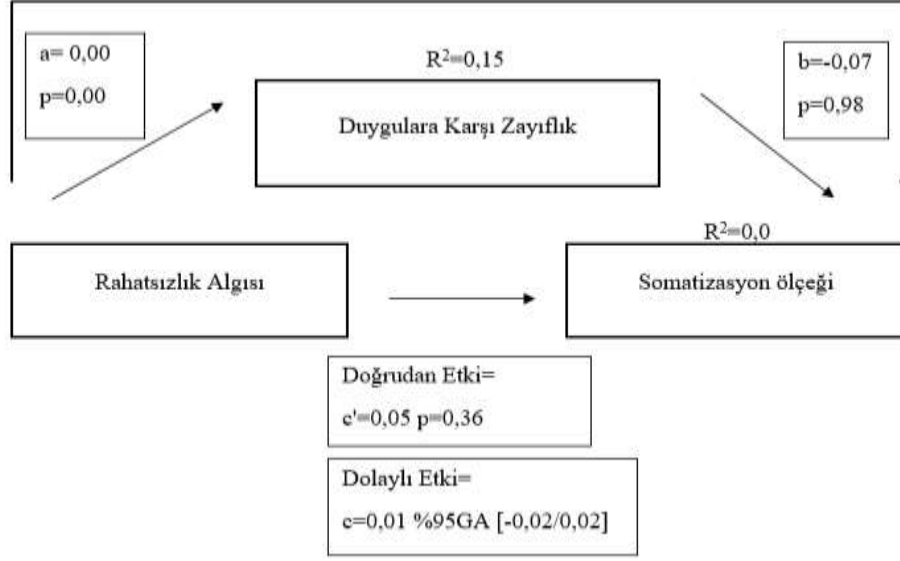 a= 0,00
p=0,00
R²=0,15
Duygulara Karşı Zayıflık
b=-0,07
p=0,98
R²=0,0
Rahatsızlık Algısı
Somatizasyon ölçeği
Doğrudan Etki=
c'=0,05 p=0,36
Dolaylı Etki=
c=0,01 %95GA [-0,02/0,02]